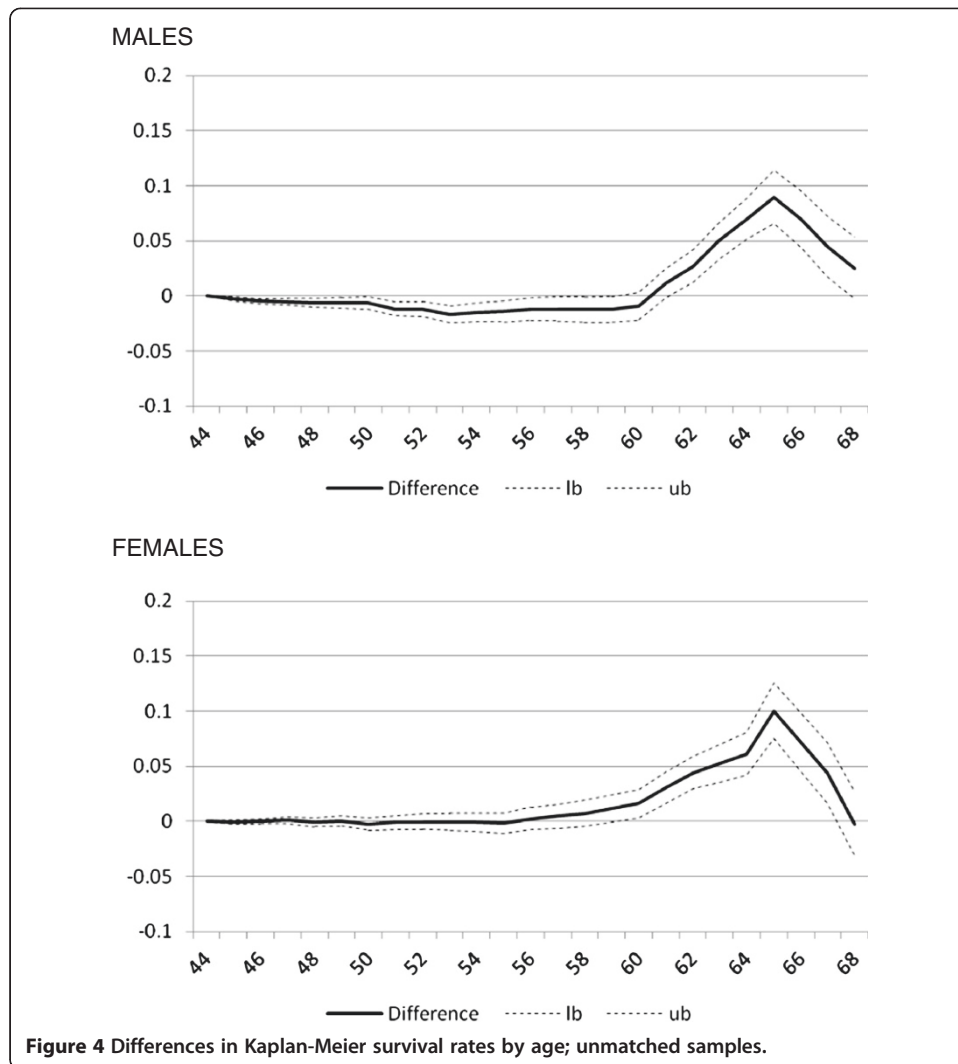 MALES
0.2
0.15
0.1
0.05
0
-0.05
-0.1
44 46 48 50 52 54 56 58 60 62 64 66 68
Difference lb ub
FEMALES
0.2
0.15
0.1
0.05
0
-0.05
-0.1
44 46 48 50 52 54 56 58 60 62 64 66 68
Difference lb ub
Figure 4 Differences in Kaplan-Meier survival rates by age; unmatched samples.